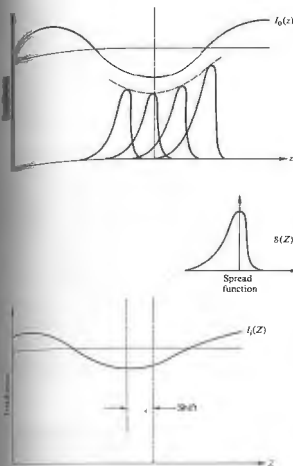 I₀(z)
z
S(Z)
Spread
function
Iᵢ(Z)
Shift
Z